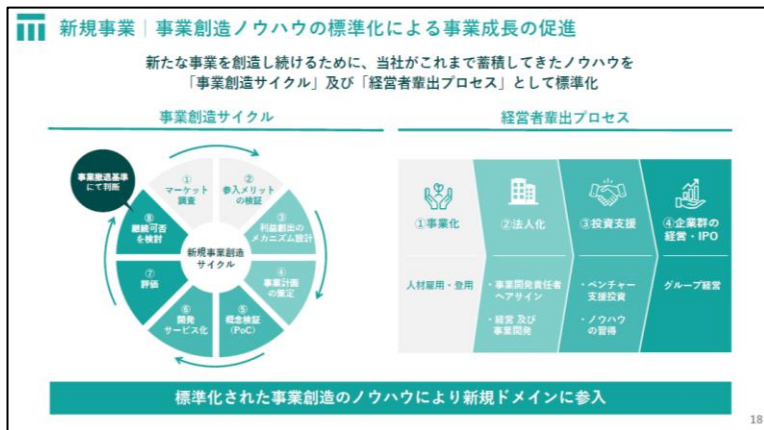 新規事業｜事業創造ノウハウの標準化による事業成長の促進
新たな事業を創造し続けるために、当社がこれまで蓄積してきたノウハウを
「事業創造サイクル」及び「経営者輩出プロセス」として標準化
事業創造サイクル
事業撤退基準
にて判断
①
マーケット
調査
②
参入メリット
の検証
③
利益創出の
メカニズム設計
④
事業計画
の策定
⑤
概念検証
（PoC）
⑥
開発
サービス化
⑦
評価
⑧
継続可否
を検討
新規事業創造
サイクル
経営者輩出プロセス
①事業化
②法人化
③投資支援
④企業群の
経営・IPO
人材雇用・登用
・事業開発責任者
へアサイン
・経営 及び
事業開発
・ベンチャー
支援投資
・ノウハウ
の習得
グループ経営
標準化された事業創造のノウハウにより新規ドメインに参入
18